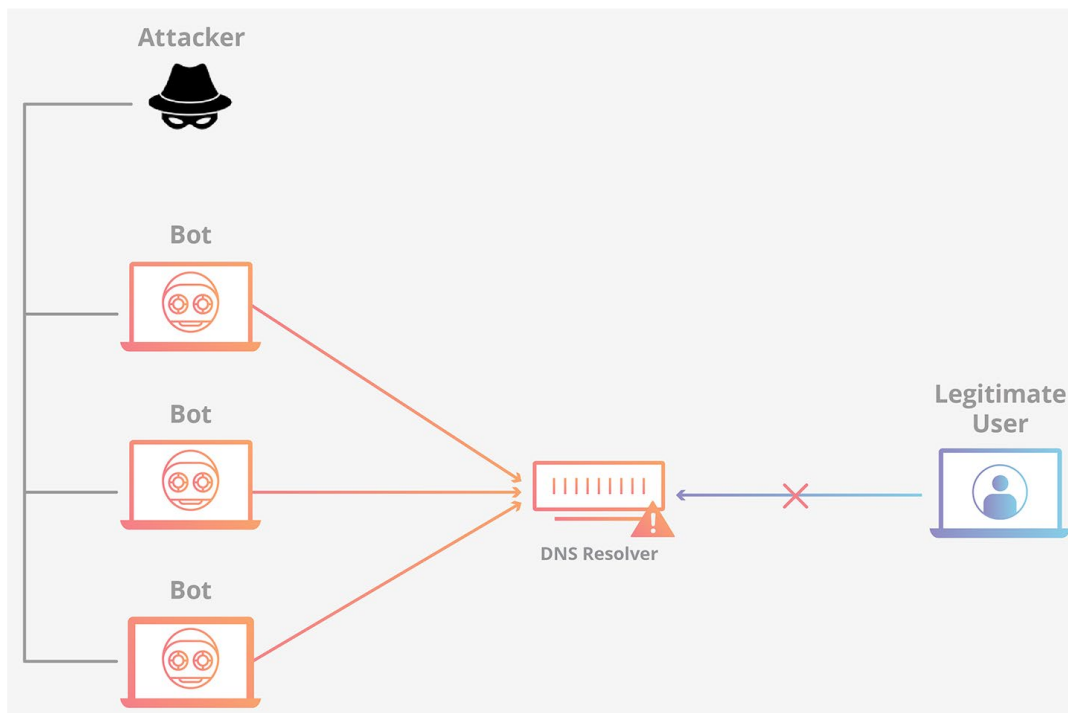 Attacker
Bot
Bot
Bot
DNS Resolver
Legitimate
User